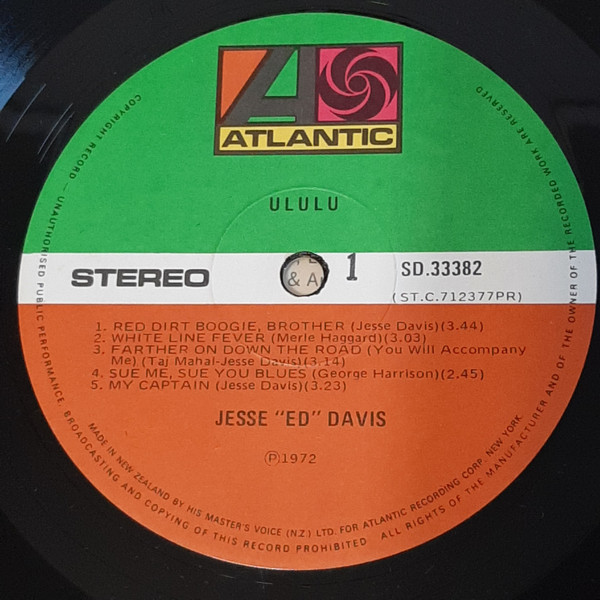 ATLANTIC
ULULU
STEREO
& A
1
SD.33382
(ST.C.712377PR)
1. RED DIRT BOOGIE, BROTHER (Jesse Davis)(3.44)
2. WHITE LINE FEVER (Merle Haggard)(3.03)
3. FARTHER ON DOWN THE ROAD (You Will Accompany
Me) (Taj Mahal-Jesse Davis)(3.14)
4. SUE ME, SUE YOU BLUES (George Harrison)(2.45)
5. MY CAPTAIN (Jesse Davis)(3.23)
JESSE "ED" DAVIS
Ⓟ1972
MADE IN NEW ZEALAND BY HIS MASTER'S VOICE (N.Z.) LTD. FOR ATLANTIC RECORDING CORP. NEW YORK.
COPYRIGHT RECORD – UNAUTHORISED PUBLIC PERFORMANCE, BROADCASTING AND COPYING OF THIS RECORD PROHIBITED. ALL RIGHTS OF THE MANUFACTURER AND OF THE OWNER OF THE RECORDED WORK ARE RESERVED